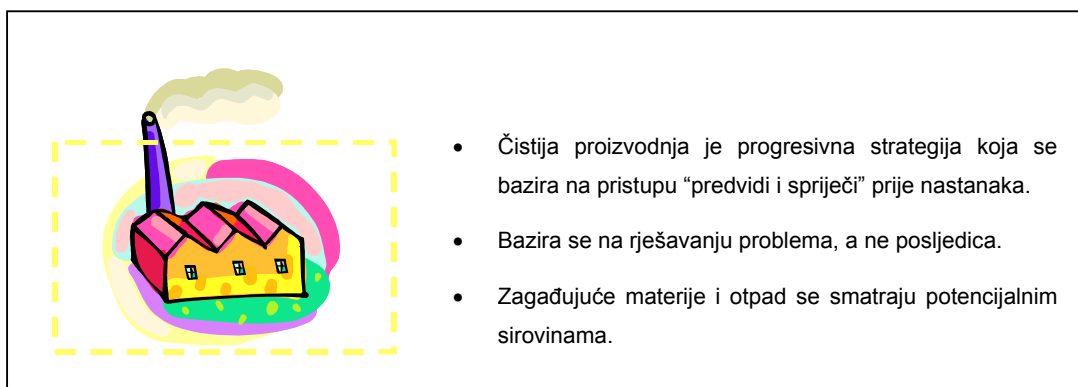 • Čistija proizvodnja je progresivna strategija koja se
bazira na pristupu “predvidi i spriječi” prije nastanaka.
• Bazira se na rješavanju problema, a ne posljedica.
• Zagađujuće materije i otpad se smatraju potencijalnim
sirovinama.